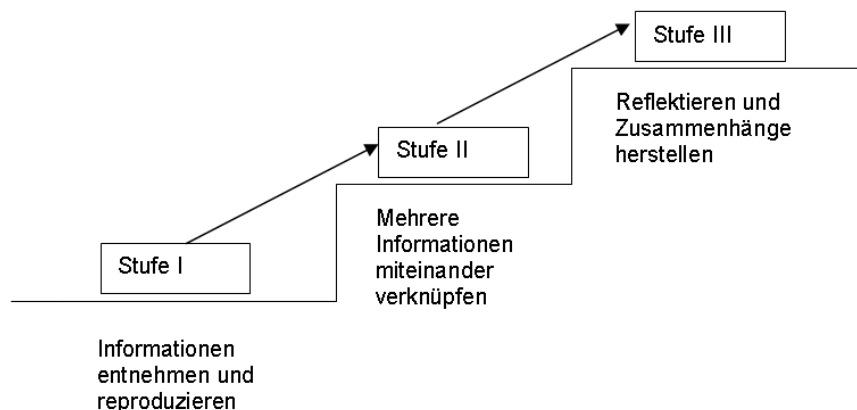 Stufe III
Reflektieren und
Zusammenhänge
herstellen
Stufe II
Mehrere
Informationen
miteinander
verknüpfen
Stufe I
Informationen
entnehmen und
reproduzieren